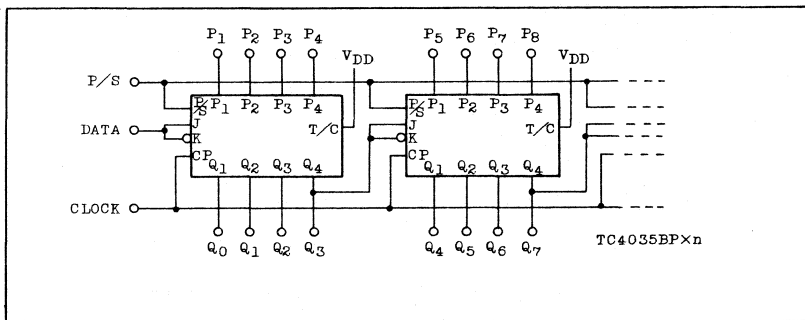 P1 P2 P3 P4 P5 P6 P7 P8
VDD VDD
P/S
P/S P1 P2 P3 P4 P/S P1 P2 P3 P4
DATA J K T/C J K T/C
CP Q1 Q2 Q3 Q4 CP Q1 Q2 Q3 Q4
CLOCK
Q0 Q1 Q2 Q3 Q4 Q5 Q6 Q7
TC4035BP×n